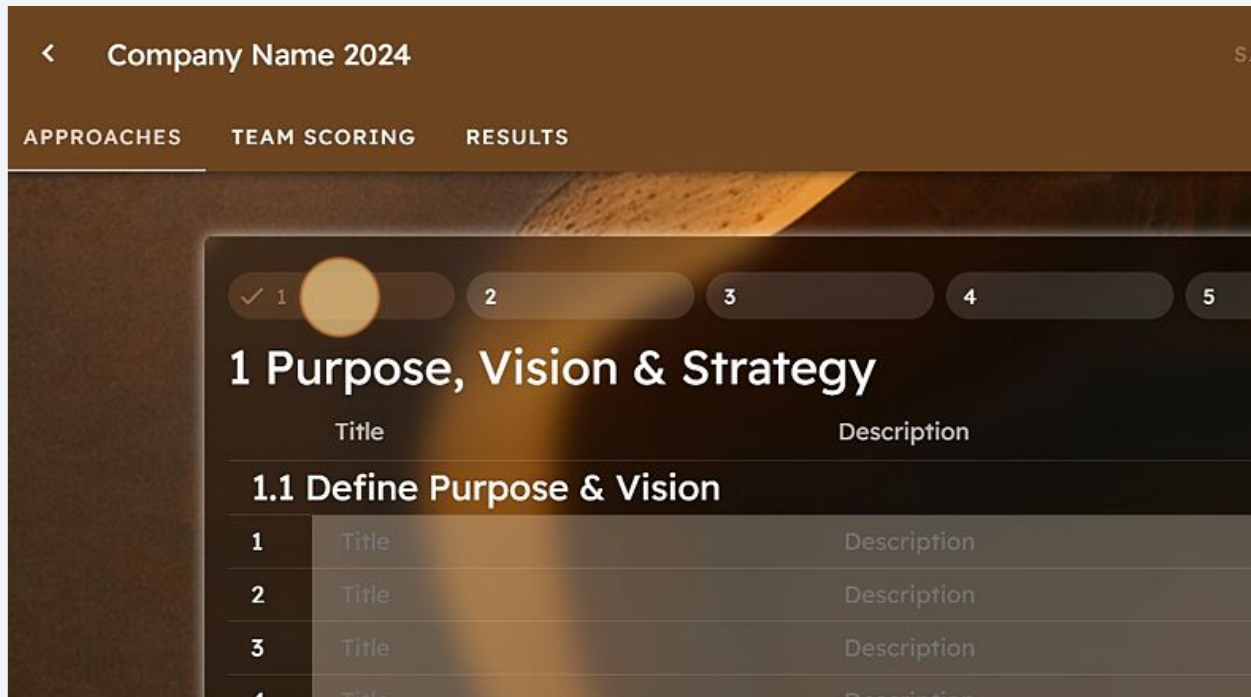 Company Name 2024
APPROACHES TEAM SCORING RESULTS
1 2 3 4 5
1 Purpose, Vision & Strategy
Title Description
1.1 Define Purpose & Vision
1 Title Description
2 Title Description
3 Title Description